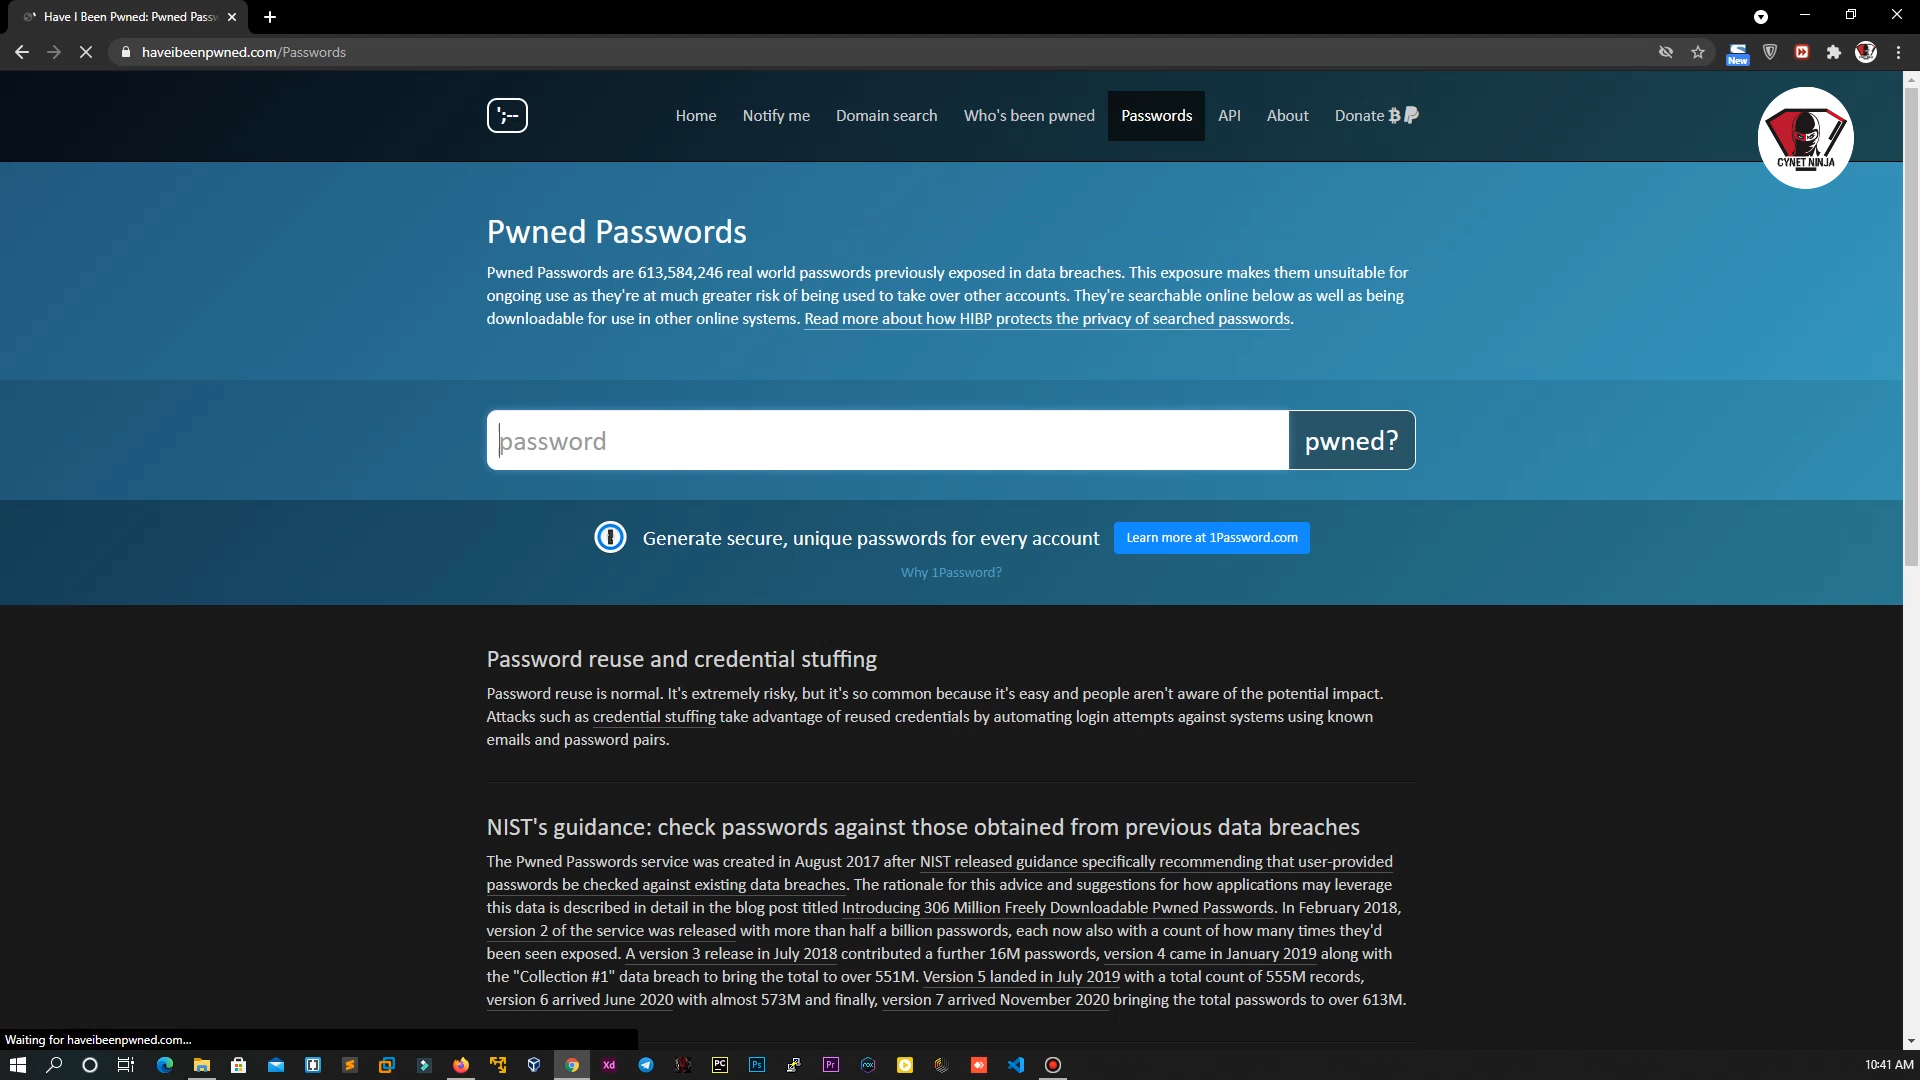 Have I Been Pwned: Pwned Passw
haveibeenpwned.com/Passwords
New
';--
Home Notify me Domain search Who's been pwned Passwords API About Donate
CYNET NINJA
Pwned Passwords
Pwned Passwords are 613,584,246 real world passwords previously exposed in data breaches. This exposure makes them unsuitable for
ongoing use as they're at much greater risk of being used to take over other accounts. They're searchable online below as well as being
downloadable for use in other online systems. Read more about how HIBP protects the privacy of searched passwords.
password pwned?
Generate secure, unique passwords for every account Learn more at 1Password.com
Why 1Password?
Password reuse and credential stuffing
Password reuse is normal. It's extremely risky, but it's so common because it's easy and people aren't aware of the potential impact.
Attacks such as credential stuffing take advantage of reused credentials by automating login attempts against systems using known
emails and password pairs.
NIST's guidance: check passwords against those obtained from previous data breaches
The Pwned Passwords service was created in August 2017 after NIST released guidance specifically recommending that user-provided
passwords be checked against existing data breaches. The rationale for this advice and suggestions for how applications may leverage
this data is described in detail in the blog post titled Introducing 306 Million Freely Downloadable Pwned Passwords. In February 2018,
version 2 of the service was released with more than half a billion passwords, each now also with a count of how many times they'd
been seen exposed. A version 3 release in July 2018 contributed a further 16M passwords, version 4 came in January 2019 along with
the "Collection #1" data breach to bring the total to over 551M. Version 5 landed in July 2019 with a total count of 555M records,
version 6 arrived June 2020 with almost 573M and finally, version 7 arrived November 2020 bringing the total passwords to over 613M.
Waiting for haveibeenpwned.com...
Xd PC Ps Pr 10:41 AM